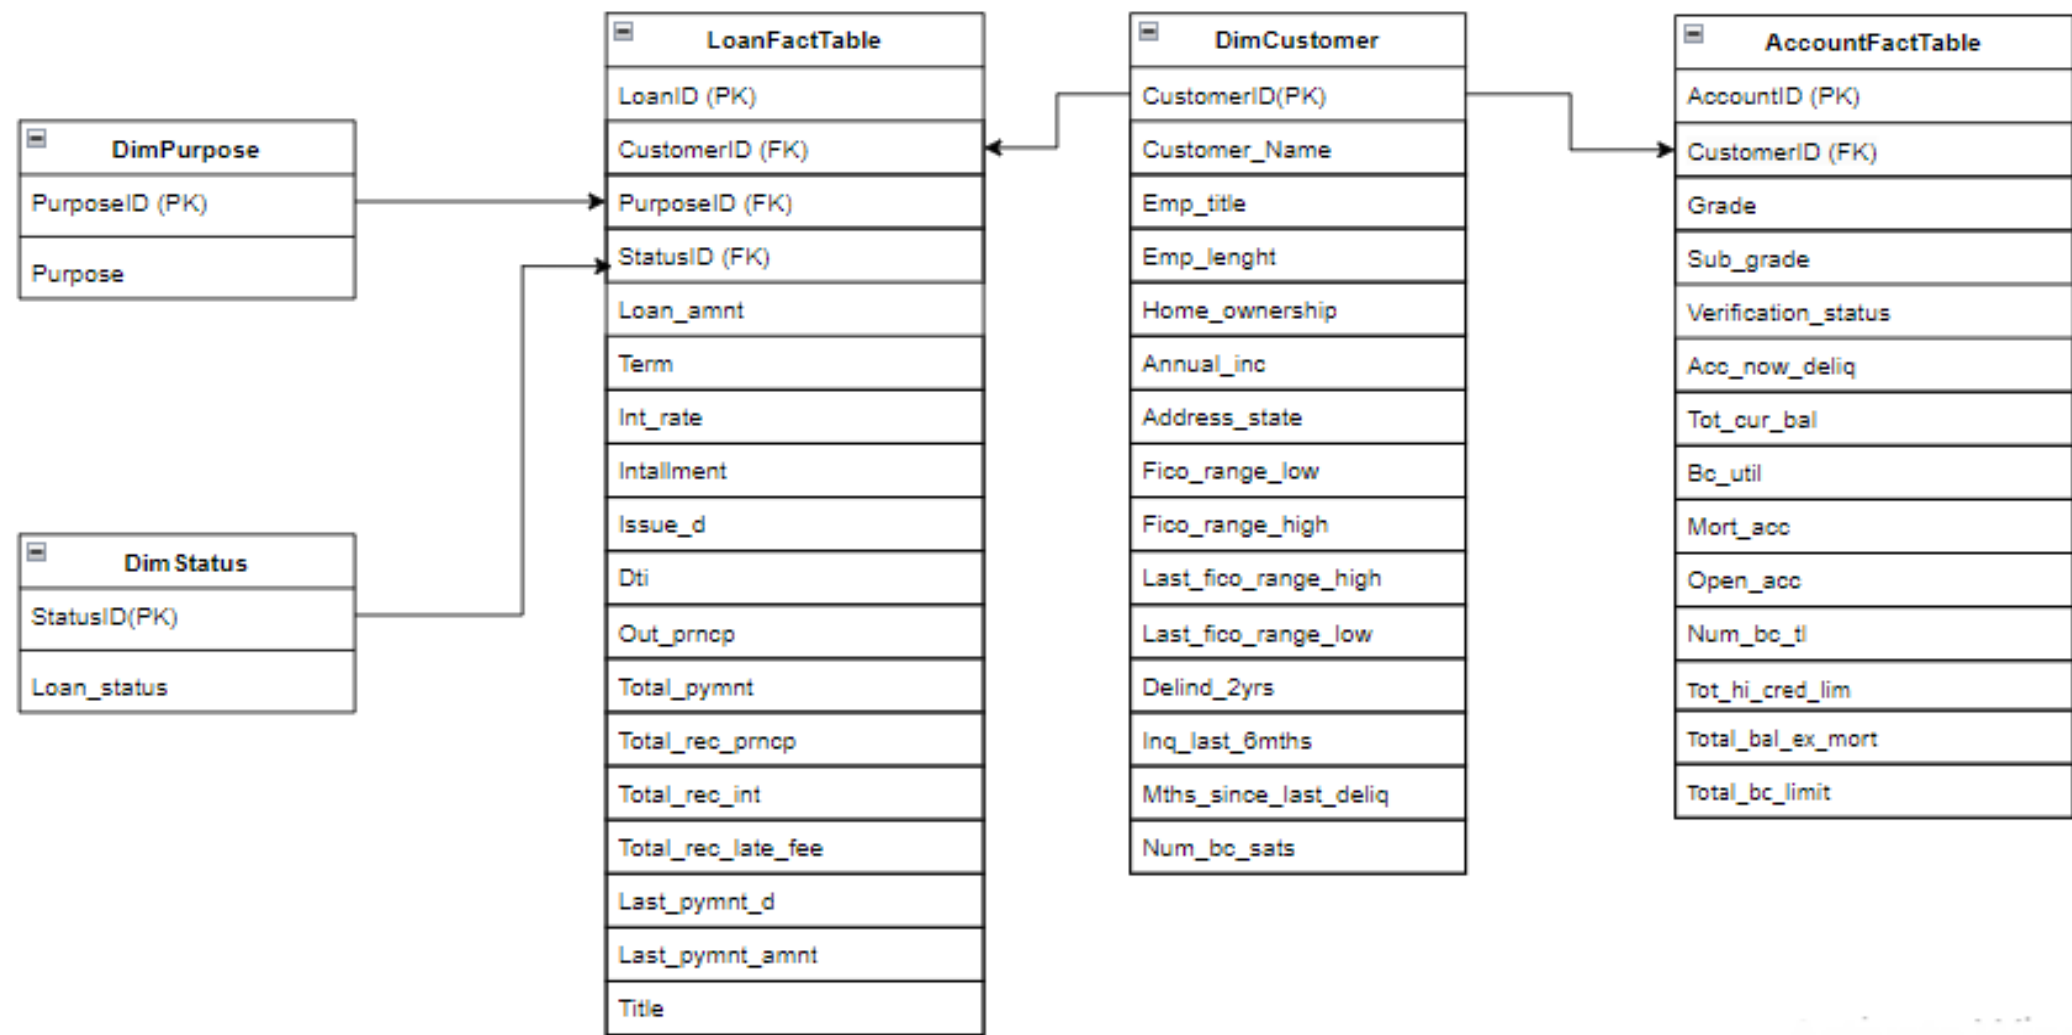 DimPurpose
PurposeID (PK)
Purpose
DimStatus
StatusID(PK)
Loan_status
LoanFactTable
LoanID (PK)
CustomerID (FK)
PurposeID (FK)
StatusID (FK)
Loan_amnt
Term
Int_rate
Intallment
Issue_d
Dti
Out_prncp
Total_pymnt
Total_rec_prncp
Total_rec_int
Total_rec_late_fee
Last_pymnt_d
Last_pymnt_amnt
Title
DimCustomer
CustomerID(PK)
Customer_Name
Emp_title
Emp_lenght
Home_ownership
Annual_inc
Address_state
Fico_range_low
Fico_range_high
Last_fico_range_high
Last_fico_range_low
Delind_2yrs
Inq_last_6mths
Mths_since_last_deliq
Num_bc_sats
AccountFactTable
AccountID (PK)
CustomerID (FK)
Grade
Sub_grade
Verification_status
Acc_now_deliq
Tot_cur_bal
Bc_util
Mort_acc
Open_acc
Num_bc_tl
Tot_hi_cred_lim
Total_bal_ex_mort
Total_bc_limit